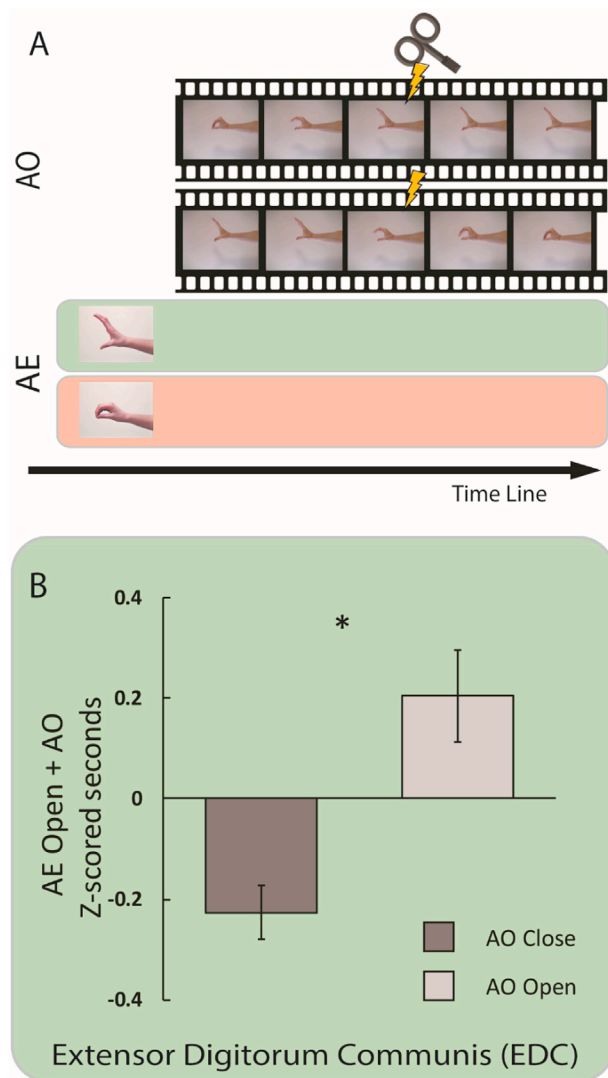 A
AO
AE
Time Line
B
AE Open + AO
Z-scored seconds
0.4
0.2
0
-0.2
-0.4
*
AO Close
AO Open
Extensor Digitorum Communis (EDC)